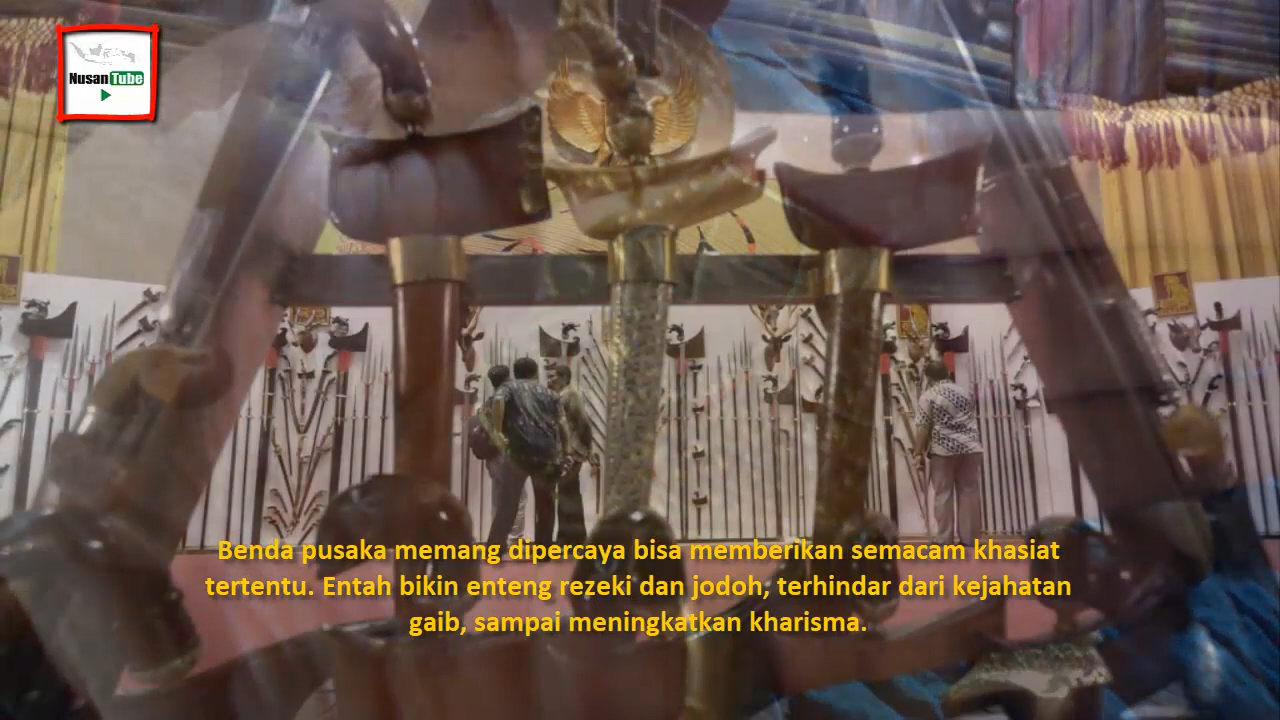 NusanTube
Benda pusaka memang dipercaya bisa memberikan semacam khasiat
tertentu. Entah bikin enteng rezeki dan jodoh, terhindar dari kejahatan
gaib, sampai meningkatkan kharisma.